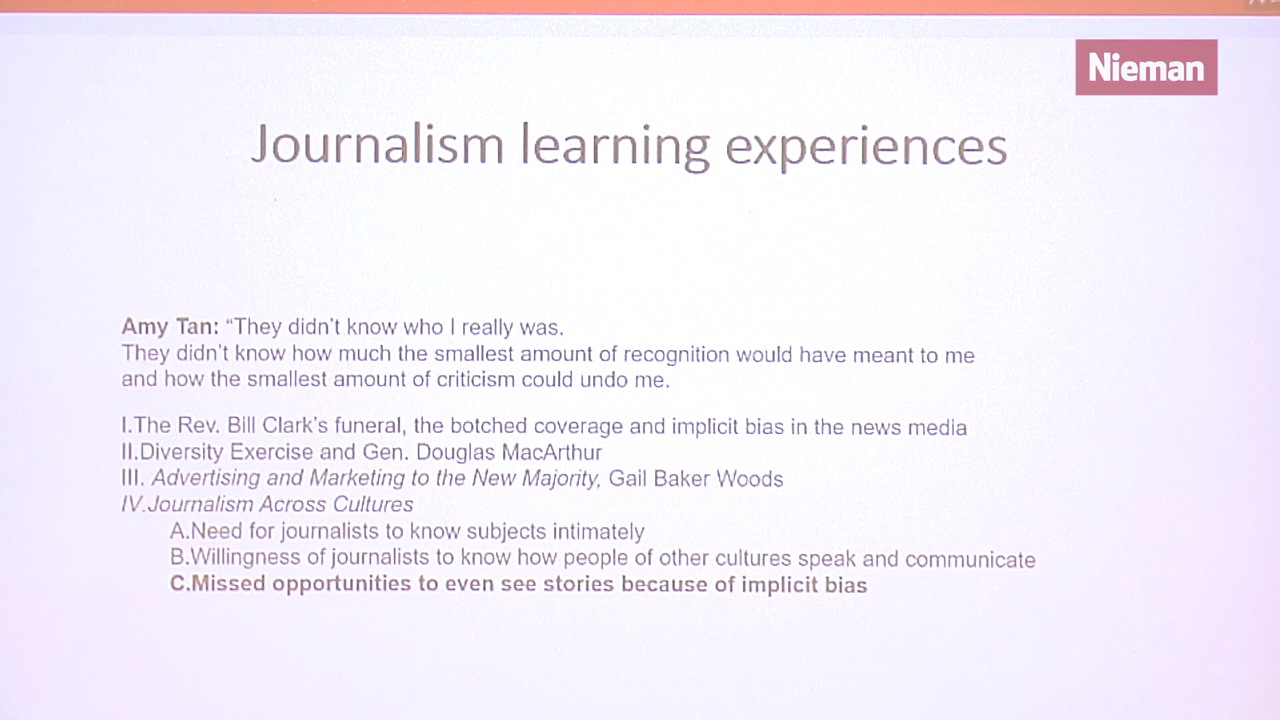 Nieman
Journalism learning experiences
Amy Tan: “They didn’t know who I really was.
They didn’t know how much the smallest amount of recognition would have meant to me
and how the smallest amount of criticism could undo me.
I.The Rev. Bill Clark’s funeral, the botched coverage and implicit bias in the news media
II.Diversity Exercise and Gen. Douglas MacArthur
III. Advertising and Marketing to the New Majority, Gail Baker Woods
IV.Journalism Across Cultures
A.Need for journalists to know subjects intimately
B.Willingness of journalists to know how people of other cultures speak and communicate
C.Missed opportunities to even see stories because of implicit bias